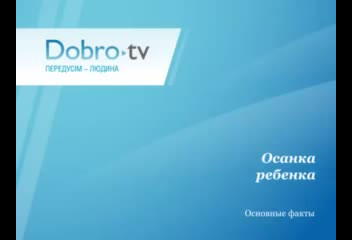 Dobro tv
ПЕРЕДУСІМ – ЛЮДИНА
Осанка
ребенка
Основные факты